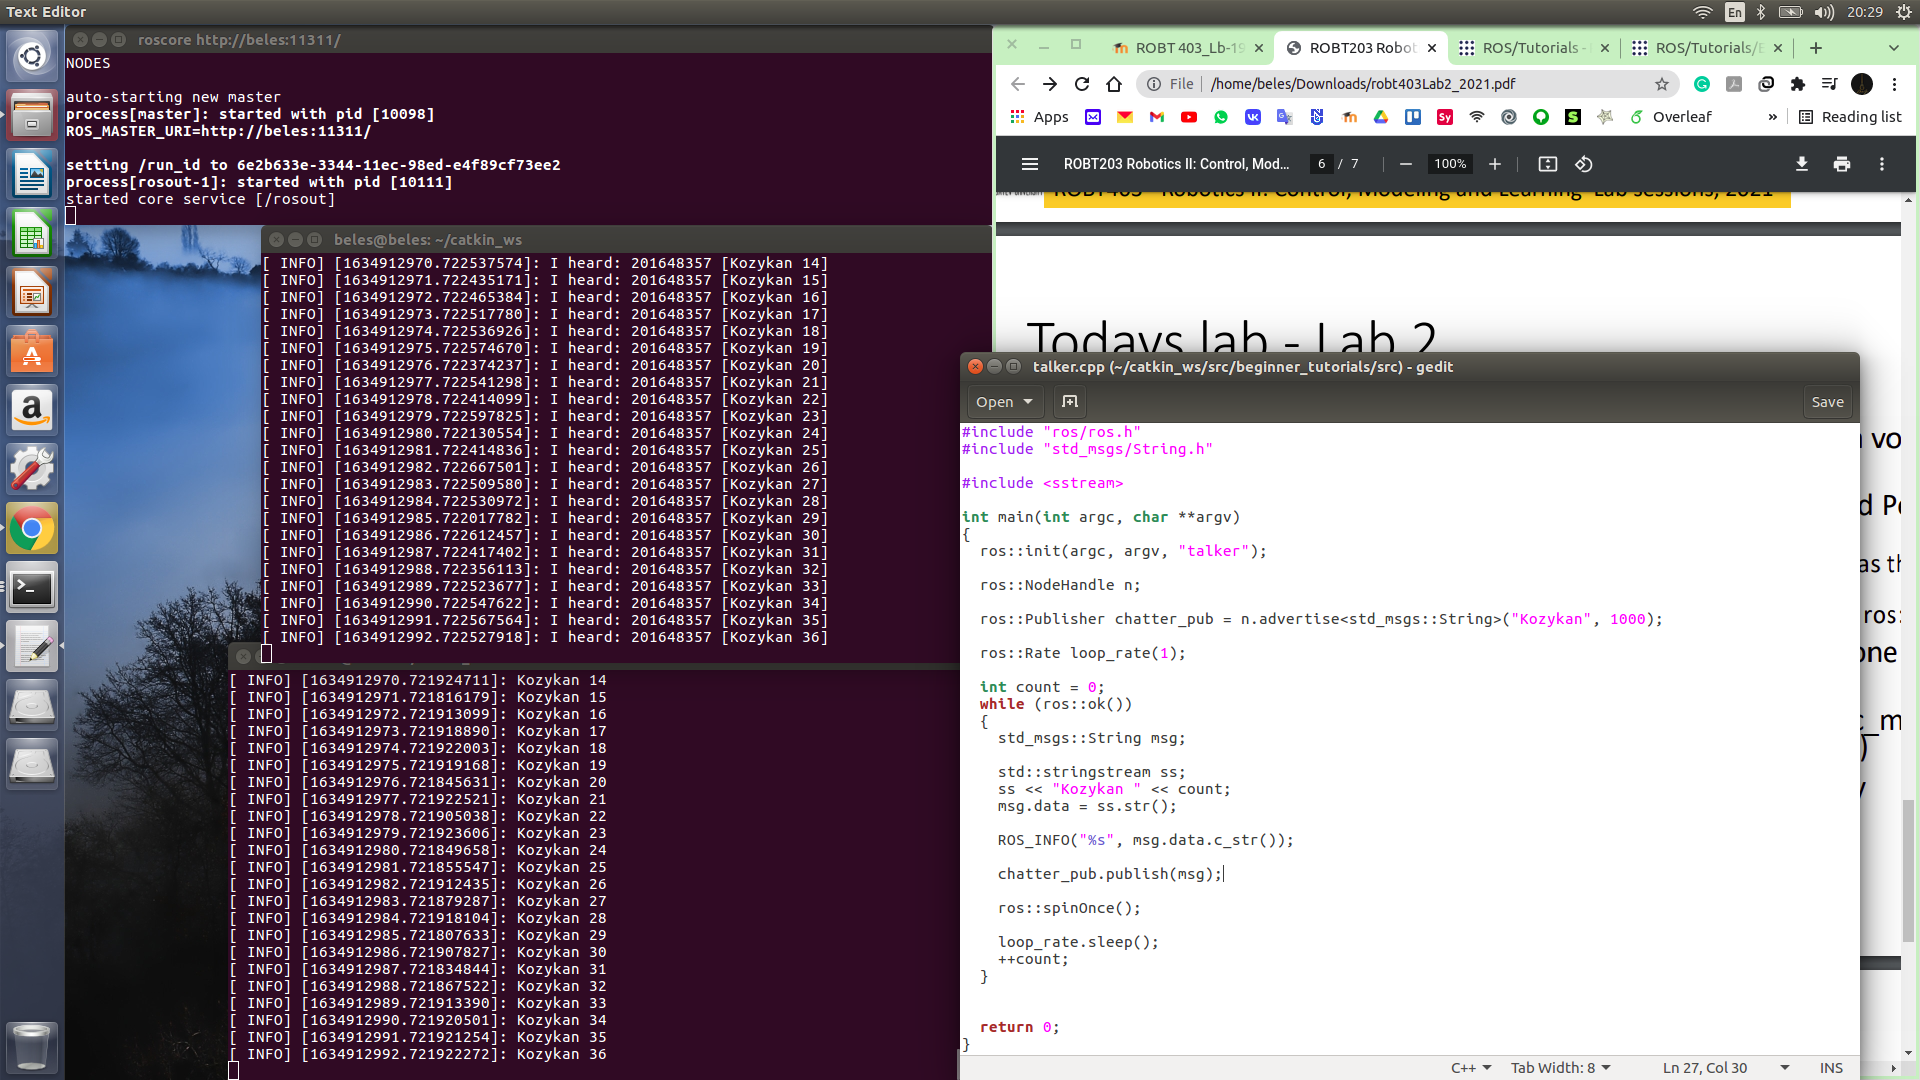 Text Editor
En
20:29
roscore http://beles:11311/
NODES
auto-starting new master
process[master]: started with pid [10098]
ROS_MASTER_URI=http://beles:11311/
setting /run_id to 6e2b633e-3344-11ec-98ed-e4f89cf73ee2
process[rosout-1]: started with pid [10111]
started core service [/rosout]
beles@beles: ~/catkin_ws
[ INFO] [1634912970.722537574]: I heard: 201648357 [Kozykan 14]
[ INFO] [1634912971.722435171]: I heard: 201648357 [Kozykan 15]
[ INFO] [1634912972.722465384]: I heard: 201648357 [Kozykan 16]
[ INFO] [1634912973.722517780]: I heard: 201648357 [Kozykan 17]
[ INFO] [1634912974.722536926]: I heard: 201648357 [Kozykan 18]
[ INFO] [1634912975.722574670]: I heard: 201648357 [Kozykan 19]
[ INFO] [1634912976.722374237]: I heard: 201648357 [Kozykan 20]
[ INFO] [1634912977.722541298]: I heard: 201648357 [Kozykan 21]
[ INFO] [1634912978.722414099]: I heard: 201648357 [Kozykan 22]
[ INFO] [1634912979.722597825]: I heard: 201648357 [Kozykan 23]
[ INFO] [1634912980.722130554]: I heard: 201648357 [Kozykan 24]
[ INFO] [1634912981.722414836]: I heard: 201648357 [Kozykan 25]
[ INFO] [1634912982.722667501]: I heard: 201648357 [Kozykan 26]
[ INFO] [1634912983.722509580]: I heard: 201648357 [Kozykan 27]
[ INFO] [1634912984.722530972]: I heard: 201648357 [Kozykan 28]
[ INFO] [1634912985.722017782]: I heard: 201648357 [Kozykan 29]
[ INFO] [1634912986.722612457]: I heard: 201648357 [Kozykan 30]
[ INFO] [1634912987.722417402]: I heard: 201648357 [Kozykan 31]
[ INFO] [1634912988.722356113]: I heard: 201648357 [Kozykan 32]
[ INFO] [1634912989.722523677]: I heard: 201648357 [Kozykan 33]
[ INFO] [1634912990.722547622]: I heard: 201648357 [Kozykan 34]
[ INFO] [1634912991.722567564]: I heard: 201648357 [Kozykan 35]
[ INFO] [1634912992.722527918]: I heard: 201648357 [Kozykan 36]
[ INFO] [1634912970.721924711]: Kozykan 14
[ INFO] [1634912971.721816179]: Kozykan 15
[ INFO] [1634912972.721913099]: Kozykan 16
[ INFO] [1634912973.721918890]: Kozykan 17
[ INFO] [1634912974.721922003]: Kozykan 18
[ INFO] [1634912975.721919168]: Kozykan 19
[ INFO] [1634912976.721845631]: Kozykan 20
[ INFO] [1634912977.721922521]: Kozykan 21
[ INFO] [1634912978.721905038]: Kozykan 22
[ INFO] [1634912979.721923606]: Kozykan 23
[ INFO] [1634912980.721849658]: Kozykan 24
[ INFO] [1634912981.721855547]: Kozykan 25
[ INFO] [1634912982.721912435]: Kozykan 26
[ INFO] [1634912983.721879287]: Kozykan 27
[ INFO] [1634912984.721918104]: Kozykan 28
[ INFO] [1634912985.721807633]: Kozykan 29
[ INFO] [1634912986.721907827]: Kozykan 30
[ INFO] [1634912987.721834844]: Kozykan 31
[ INFO] [1634912988.721867522]: Kozykan 32
[ INFO] [1634912989.721913390]: Kozykan 33
[ INFO] [1634912990.721920501]: Kozykan 34
[ INFO] [1634912991.721921254]: Kozykan 35
[ INFO] [1634912992.721922272]: Kozykan 36
ROBT 403_Lb-19
ROBT203 Robot
ROS/Tutorials -
ROS/Tutorials/E
File
/home/beles/Downloads/robt403Lab2_2021.pdf
Apps
Sy
Overleaf
»
Reading list
ROBT203 Robotics II: Control, Mod...
6 / 7
100%
ROBT403 - Robotics II: Control, Modeling and Learning Lab sessions, 2021
Todays lab - Lab 2
vo
d P
as th
ros:
one
c_m
)
talker.cpp (~/catkin_ws/src/beginner_tutorials/src) - gedit
Open
Save
#include "ros/ros.h"
#include "std_msgs/String.h"
#include <sstream>
int main(int argc, char **argv)
{
ros::init(argc, argv, "talker");
ros::NodeHandle n;
ros::Publisher chatter_pub = n.advertise<std_msgs::String>("Kozykan", 1000);
ros::Rate loop_rate(1);
int count = 0;
while (ros::ok())
{
std_msgs::String msg;
std::stringstream ss;
ss << "Kozykan " << count;
msg.data = ss.str();
ROS_INFO("%s", msg.data.c_str());
chatter_pub.publish(msg);
ros::spinOnce();
loop_rate.sleep();
++count;
}
return 0;
}
C++
Tab Width: 8
Ln 27, Col 30
INS